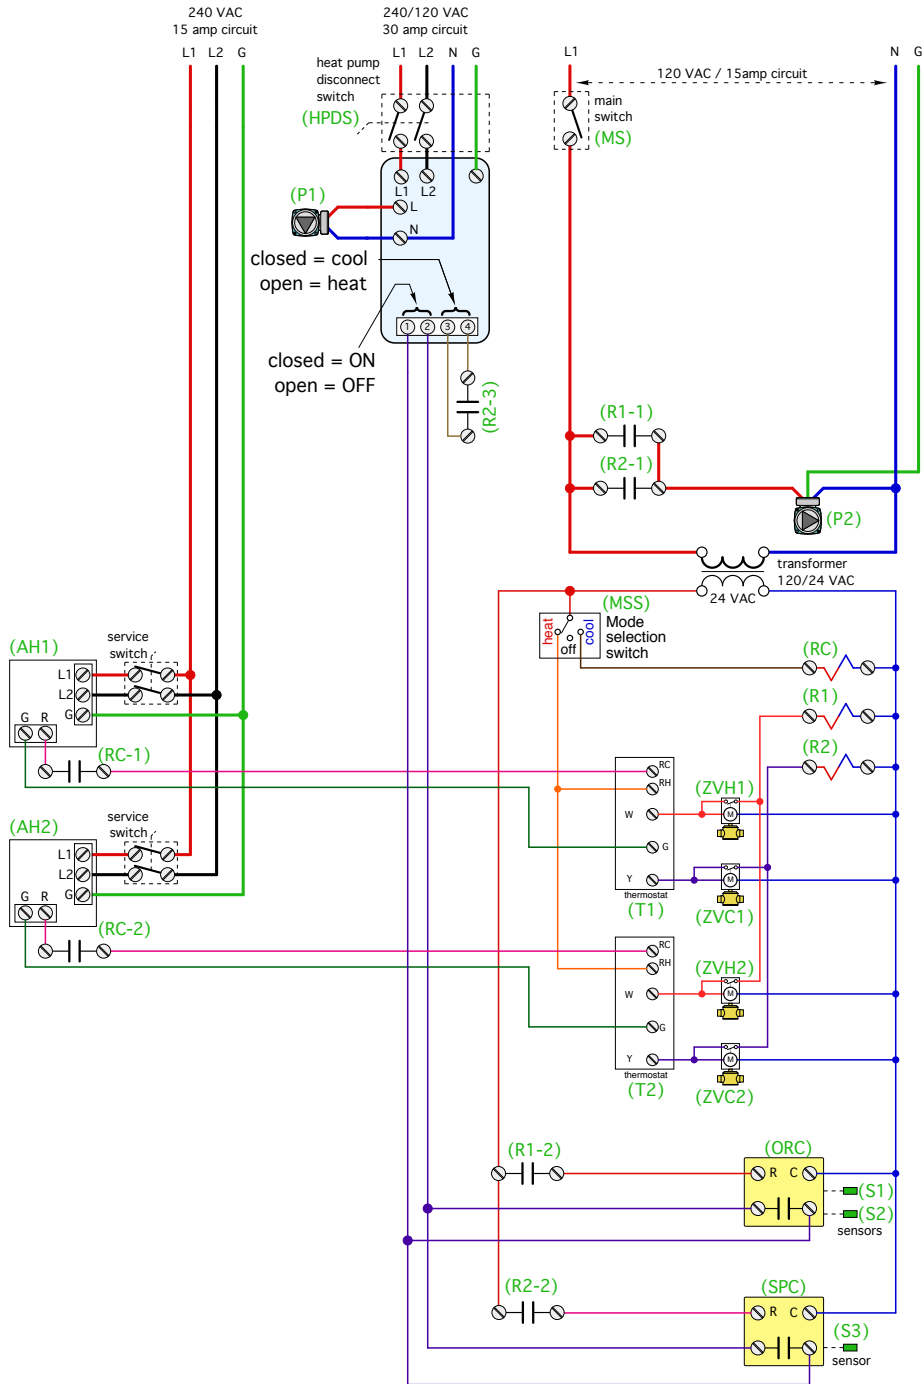 240 VAC
15 amp circuit
L1 L2 G
240/120 VAC
30 amp circuit
L1 L2 N G
L1
N G
120 VAC / 15amp circuit
heat pump
disconnect
switch
(HPDS)
main
switch
(MS)
(P1)
L1 L2
L
N
closed = cool
open = heat
1 2 3 4
closed = ON
open = OFF
(R2-3)
(R1-1)
(R2-1)
(P2)
transformer
120/24 VAC
24 VAC
(MSS)
Mode
selection
switch
heat
off
cool
(RC)
(R1)
(R2)
(AH1)
service
switch
L1
L2
G
G R
(RC-1)
(AH2)
service
switch
L1
L2
G
G R
(RC-2)
RC
RH
W
G
Y
thermostat
(T1)
(ZVH1)
M
(ZVC1)
M
RC
RH
W
G
Y
thermostat
(T2)
(ZVH2)
M
(ZVC2)
M
(R1-2)
(ORC)
R C
(S1)
(S2)
sensors
(R2-2)
(SPC)
R C
(S3)
sensor